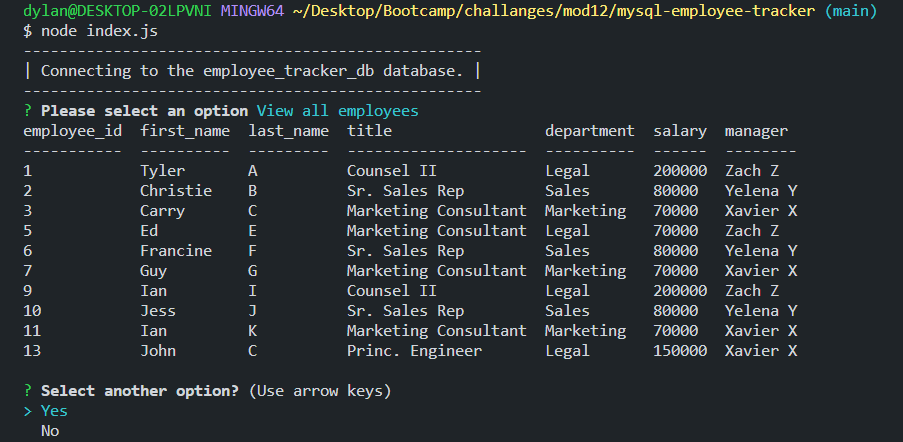 dylan@DESKTOP-02LPVNI MINGW64 ~/Desktop/Bootcamp/challanges/mod12/mysql-employee-tracker (main)
$ node index.js
---------------------------------------------------
| Connecting to the employee_tracker_db database. |
---------------------------------------------------
? Please select an option View all employees
employee_id  first_name  last_name  title                 department  salary  manager
-----------  ----------  ---------  --------------------  ----------  ------  --------
1            Tyler       A          Counsel II            Legal       200000  Zach Z
2            Christie    B          Sr. Sales Rep         Sales       80000   Yelena Y
3            Carry       C          Marketing Consultant  Marketing   70000   Xavier X
5            Ed          E          Marketing Consultant  Legal       70000   Zach Z
6            Francine    F          Sr. Sales Rep         Sales       80000   Yelena Y
7            Guy         G          Marketing Consultant  Marketing   70000   Xavier X
9            Ian         I          Counsel II            Legal       200000  Zach Z
10           Jess        J          Sr. Sales Rep         Sales       80000   Yelena Y
11           Ian         K          Marketing Consultant  Marketing   70000   Xavier X
13           John        C          Princ. Engineer       Legal       150000  Xavier X
? Select another option? (Use arrow keys)
> Yes
  No